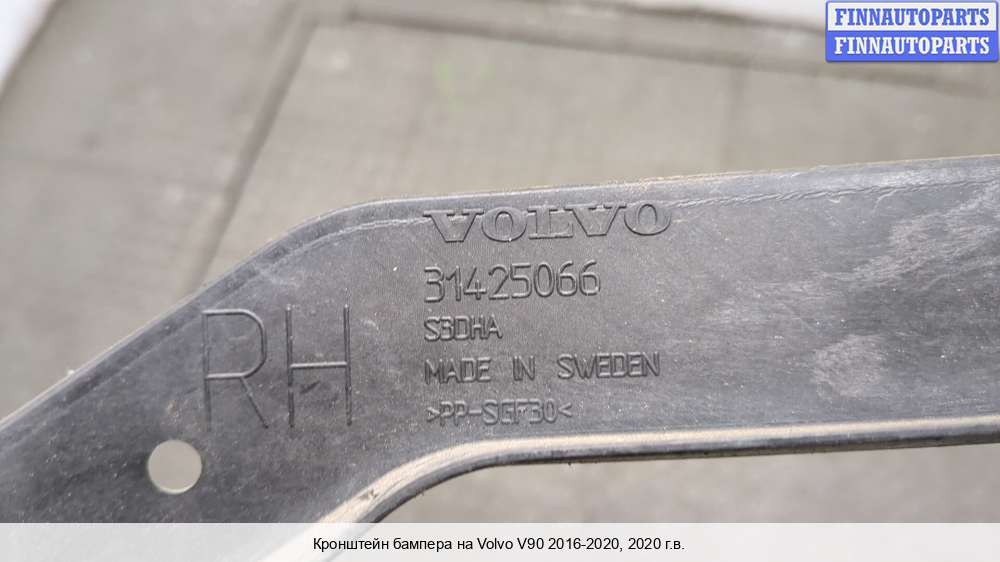 FINNAUTOPARTS
FINNAUTOPARTS
VOLVO
31425066
S3DHA
RH
MADE IN SWEDEN
>PP-SGF30<
Кронштейн бампера на Volvo V90 2016-2020, 2020 г.в.